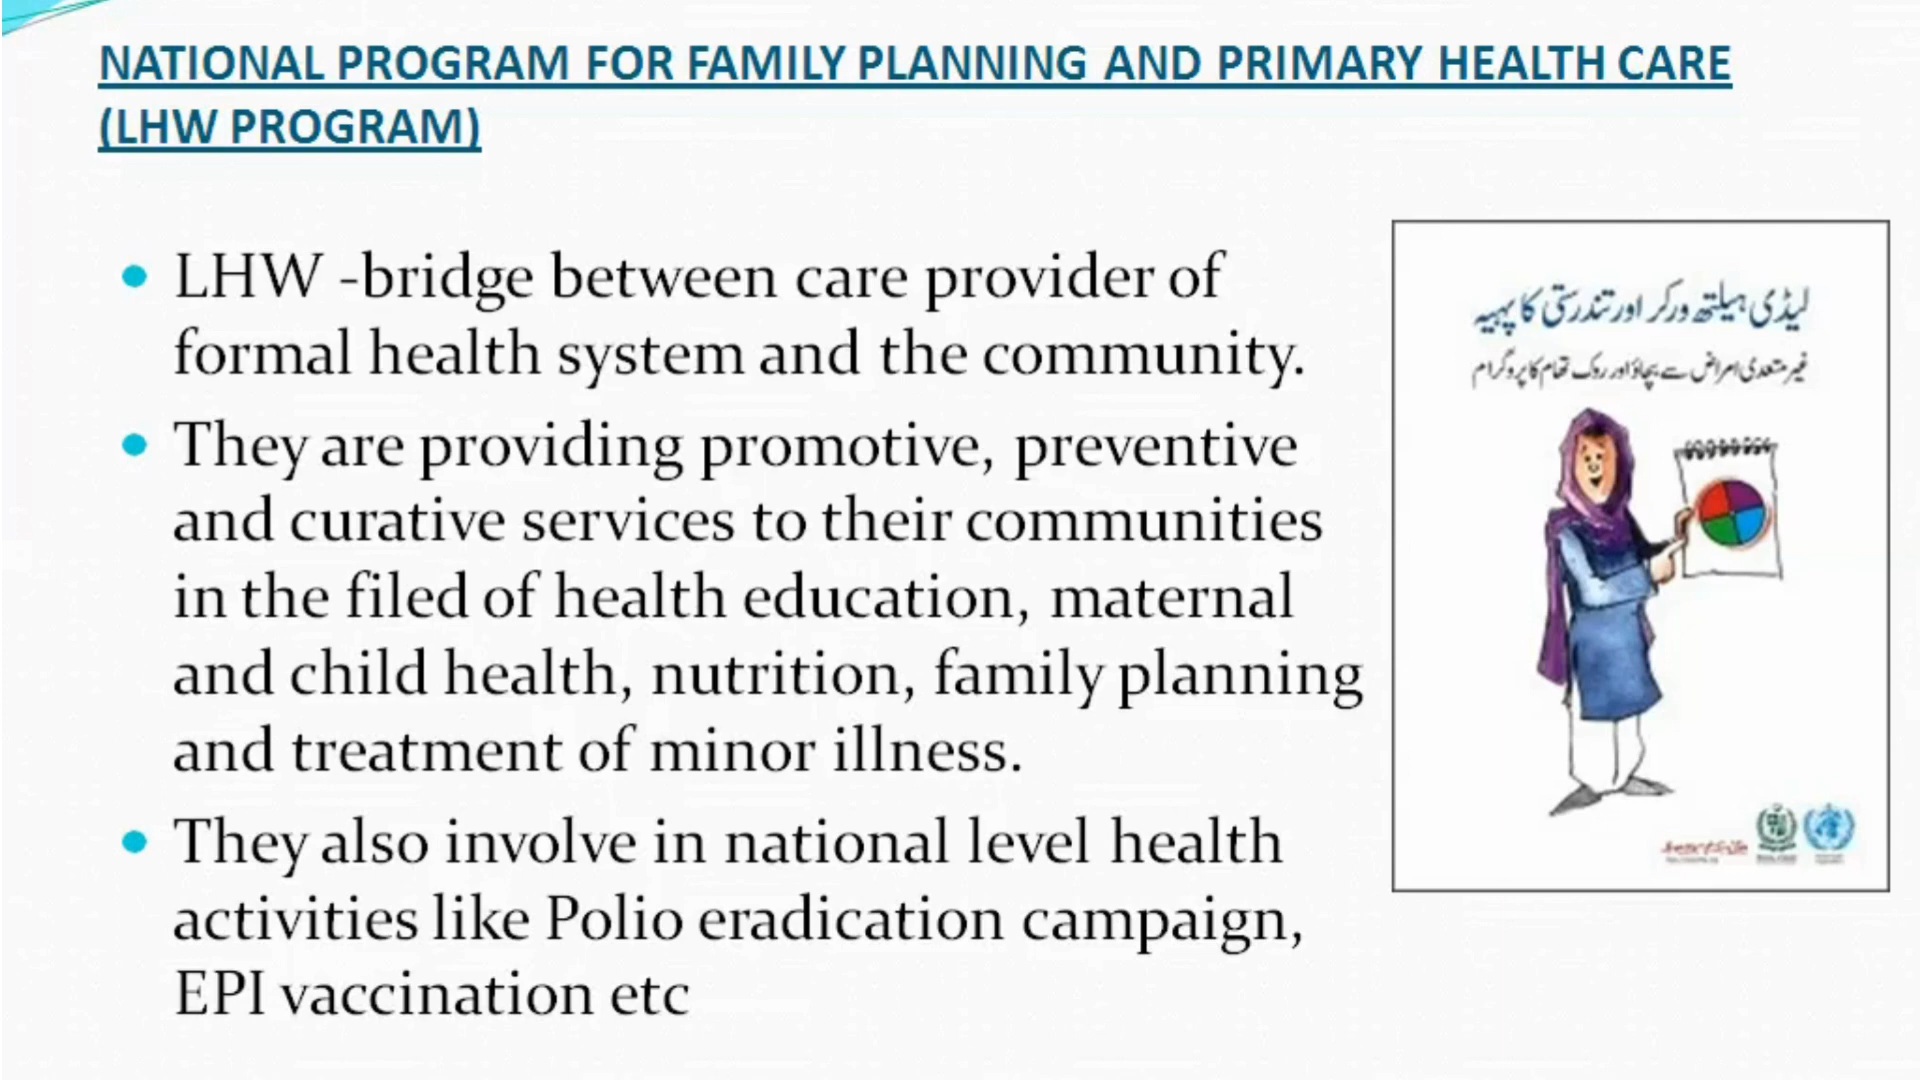 NATIONAL PROGRAM FOR FAMILY PLANNING AND PRIMARY HEALTH CARE
(LHW PROGRAM)
LHW -bridge between care provider of
formal health system and the community.
They are providing promotive, preventive
and curative services to their communities
in the filed of health education, maternal
and child health, nutrition, family planning
and treatment of minor illness.
They also involve in national level health
activities like Polio eradication campaign,
EPI vaccination etc
لیڈی ہیلتھ ورکر اور تندرستی کا پہیہ
غیر متعدی امراض سے بچاؤ اور روک تھام کا پروگرام